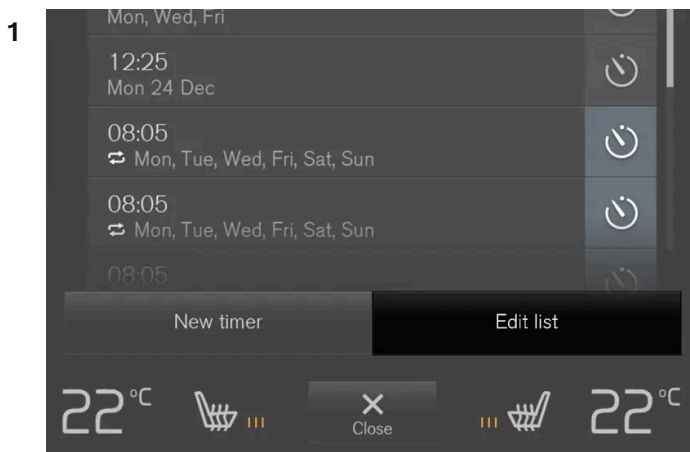 1
Mon, Wed, Fri
12:25
Mon 24 Dec
08:05
Mon, Tue, Wed, Fri, Sat, Sun
08:05
Mon, Tue, Wed, Fri, Sat, Sun
08:05
New timer
Edit list
22°C
Close
22°C